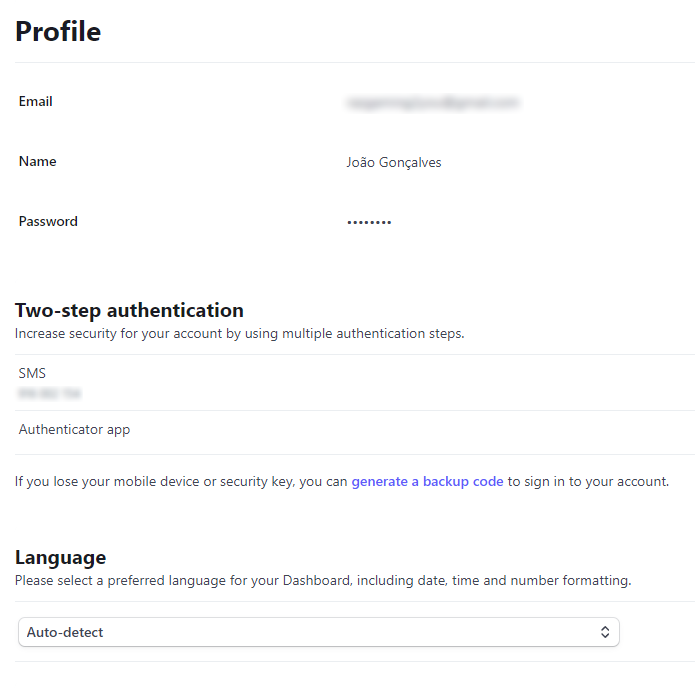 Profile
Email
Name João Gonçalves
Password ••••••••
Two-step authentication
Increase security for your account by using multiple authentication steps.
SMS
Authenticator app
If you lose your mobile device or security key, you can generate a backup code to sign in to your account.
Language
Please select a preferred language for your Dashboard, including date, time and number formatting.
Auto-detect